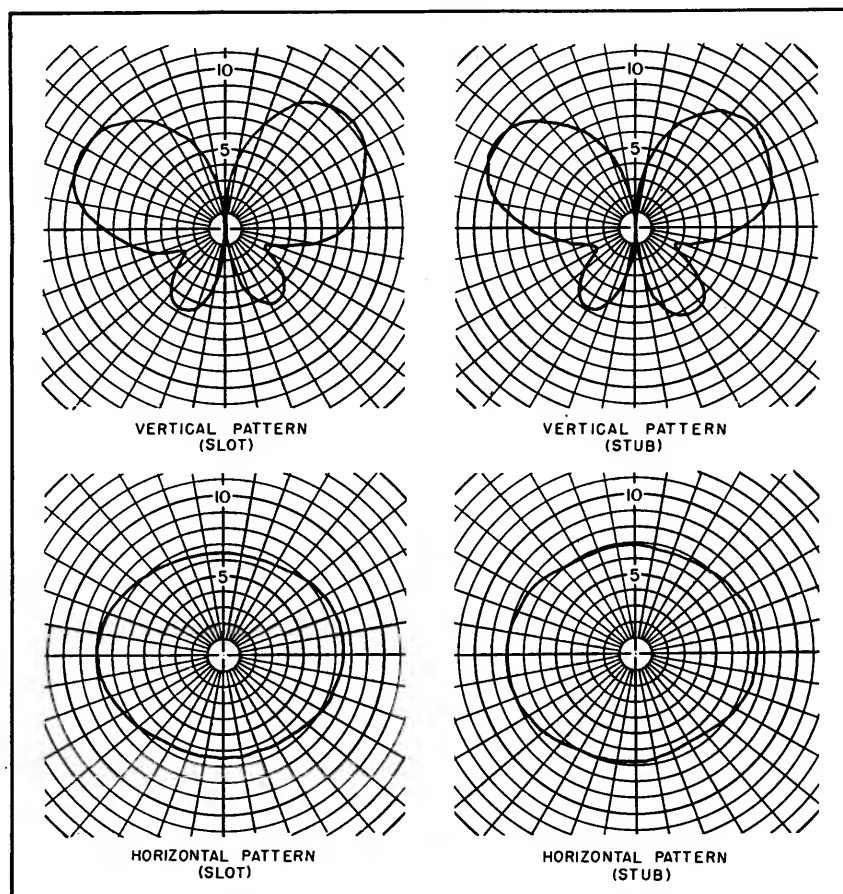 10
5
VERTICAL PATTERN
(SLOT)
10
5
VERTICAL PATTERN
(STUB)
10
5
HORIZONTAL PATTERN
(SLOT)
10
5
HORIZONTAL PATTERN
(STUB)